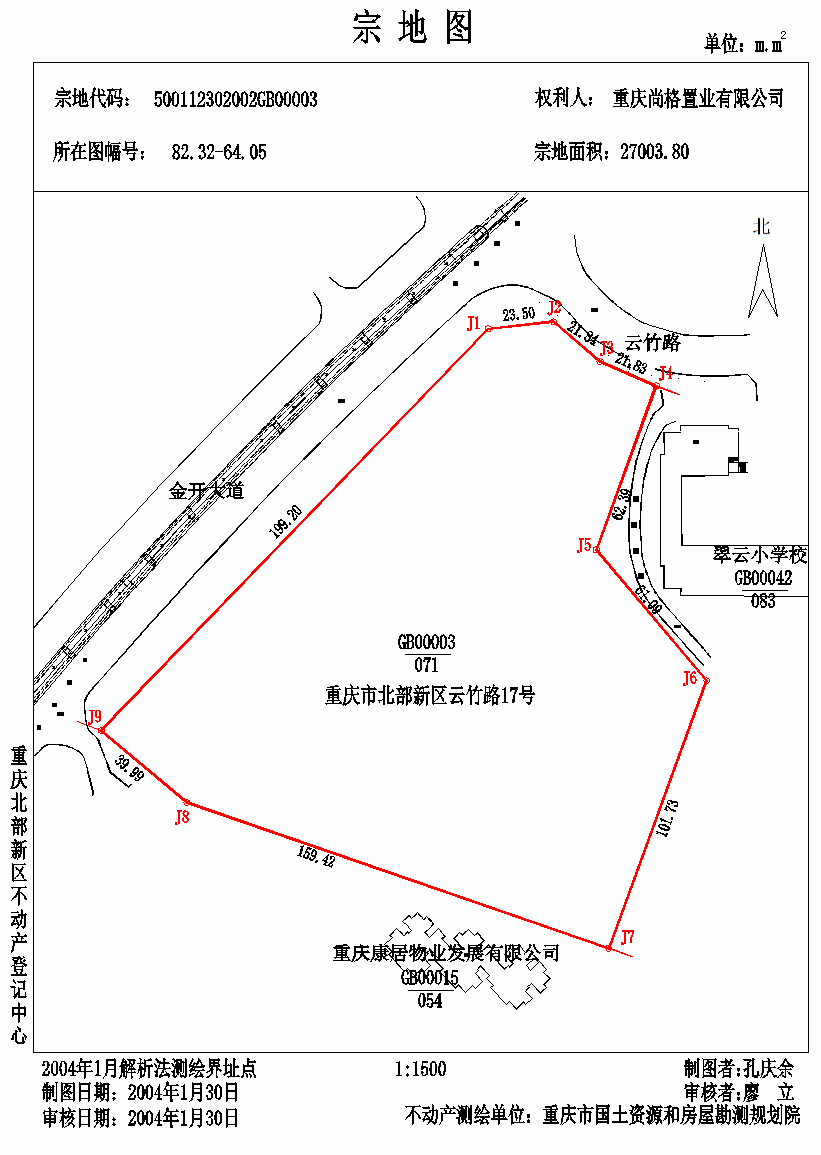 宗地图
单位：m.m²
宗地代码： 500112302002GB00003
权利人： 重庆尚格置业有限公司
所在图幅号： 82.32-64.05
宗地面积：27003.80
北
J1
23.50
J2
21.84
J3
云竹路
21.83
J4
金开大道
199.20
62.39
J5
翠云小学校
GB00042
083
61.09
GB00003
071
重庆市北部新区云竹路17号
J6
J9
39.99
J8
101.73
159.42
J7
重庆康居物业发展有限公司
GB00015
054
重庆北部新区不动产登记中心
2004年1月解析法测绘界址点
1:1500
制图者:孔庆余
制图日期：2004年1月30日
审核者:廖 立
审核日期：2004年1月30日
不动产测绘单位：重庆市国土资源和房屋勘测规划院